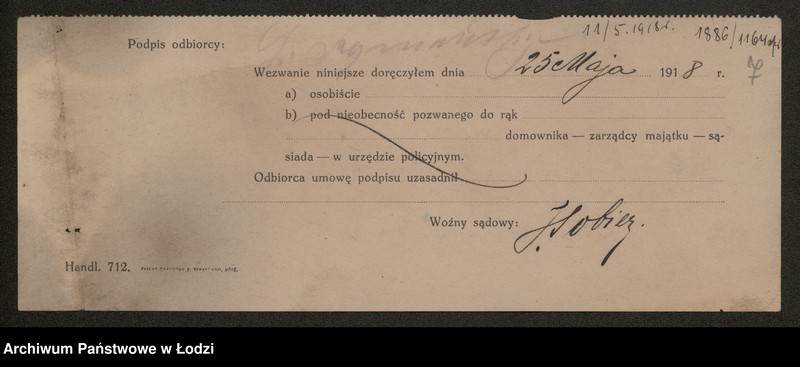 11/5. 1918r. 1886/1164
7
Podpis odbiorcy:
Wezwanie niniejsze doręczyłem dnia 25 Maja 1918 r.
a) osobiście
b) pod nieobecność pozwanego do rąk
domownika — zarządcy majątku — są-
siada — w urzędzie policyjnym.
Odbiorca umowę podpisu uzasadnił
Woźny sądowy: J. Sobier.
Handl. 712.
Archiwum Państwowe w Łodzi